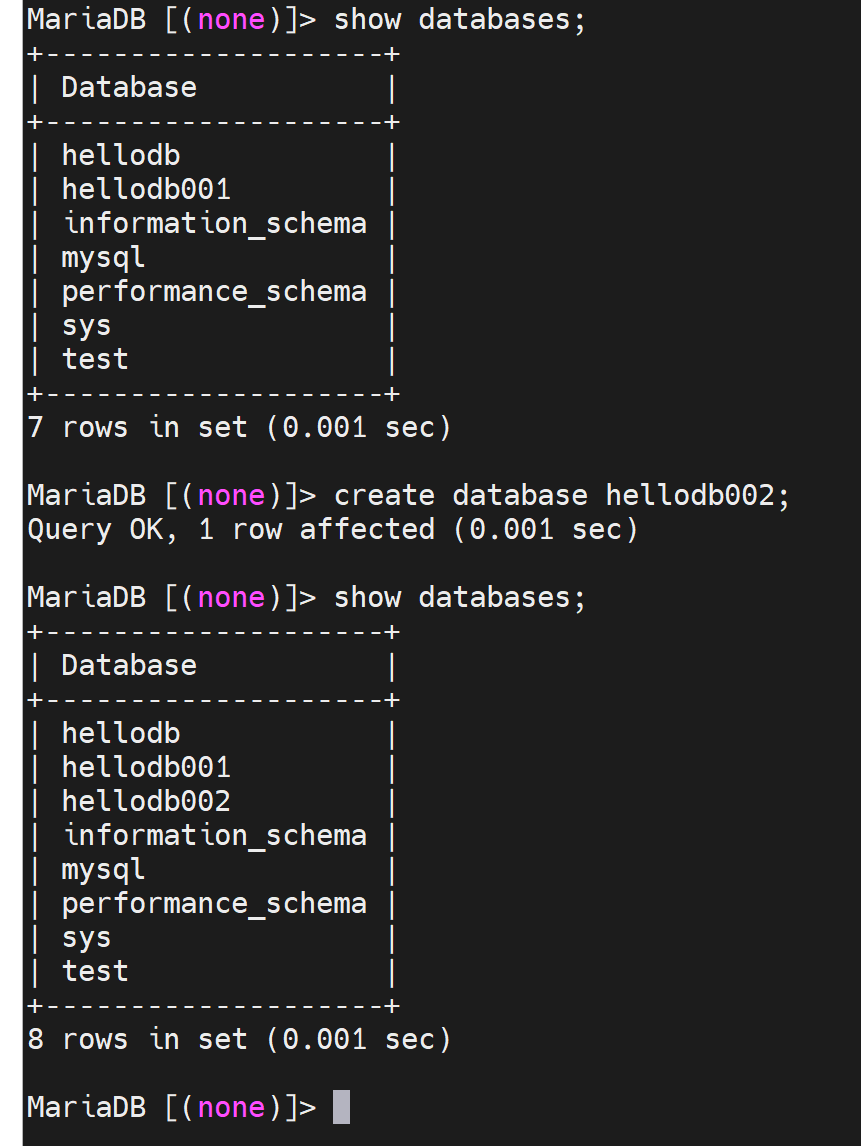 MariaDB [(none)]> show databases;
+--------------------+
| Database           |
+--------------------+
| hellodb            |
| hellodb001         |
| information_schema |
| mysql              |
| performance_schema |
| sys                |
| test               |
+--------------------+
7 rows in set (0.001 sec)
MariaDB [(none)]> create database hellodb002;
Query OK, 1 row affected (0.001 sec)
MariaDB [(none)]> show databases;
+--------------------+
| Database           |
+--------------------+
| hellodb            |
| hellodb001         |
| hellodb002         |
| information_schema |
| mysql              |
| performance_schema |
| sys                |
| test               |
+--------------------+
8 rows in set (0.001 sec)
MariaDB [(none)]>